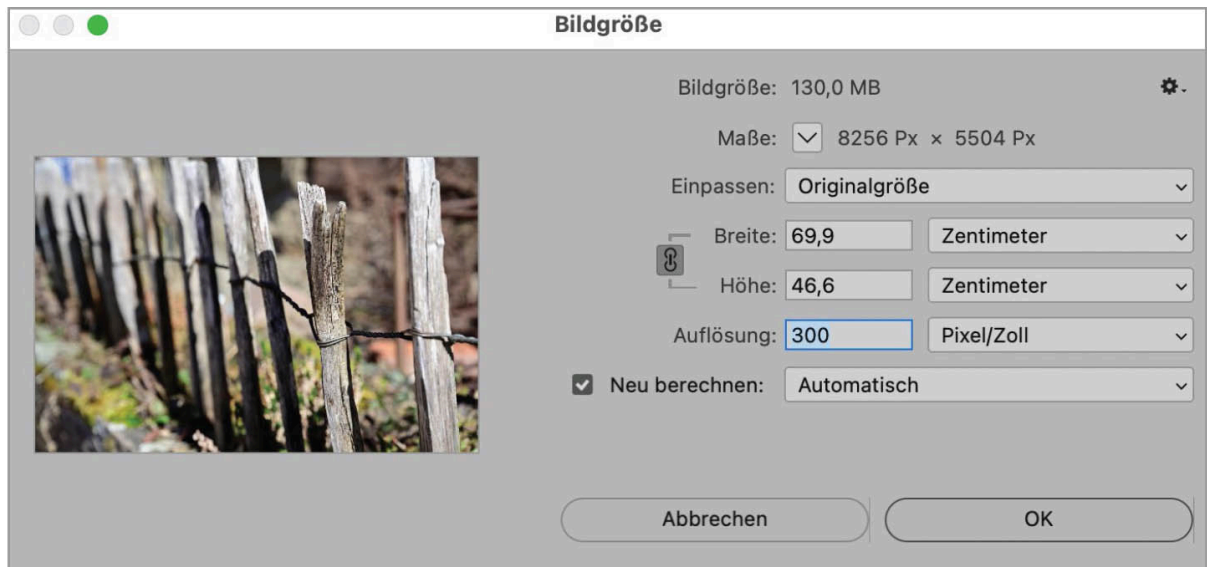 Bildgröße
Bildgröße: 130,0 MB
Maße: 8256 Px × 5504 Px
Einpassen: Originalgröße
Breite: 69,9 Zentimeter
Höhe: 46,6 Zentimeter
Auflösung: 300 Pixel/Zoll
Neu berechnen: Automatisch
Abbrechen OK